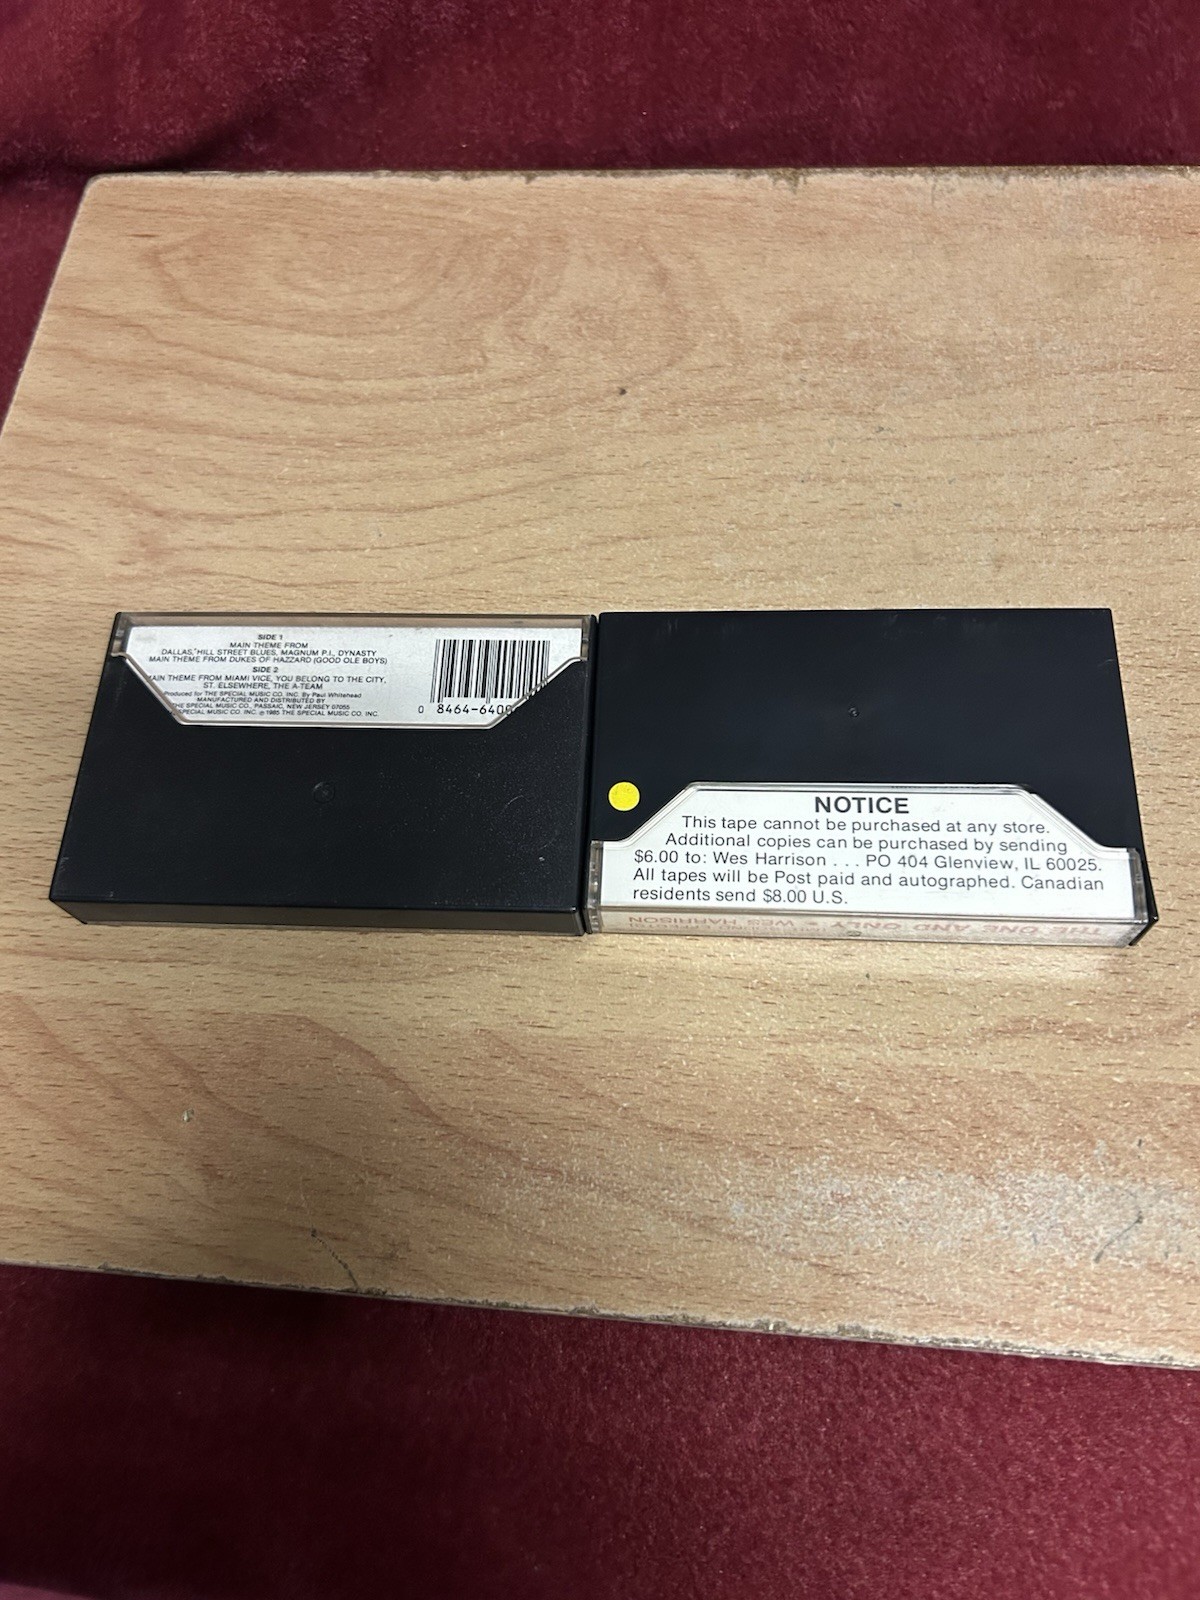 SIDE 1
MAIN THEME FROM
DALLAS, HILL STREET BLUES, MAGNUM P.I., DYNASTY
MAIN THEME FROM DUKES OF HAZZARD (GOOD OLE BOYS)
SIDE 2
MAIN THEME FROM MIAMI VICE, YOU BELONG TO THE CITY,
ST. ELSEWHERE, THE A-TEAM
Produced for THE SPECIAL MUSIC CO. INC. By Paul Whitehead
MANUFACTURED AND DISTRIBUTED BY
THE SPECIAL MUSIC CO., PASSAIC, NEW JERSEY 07055
SPECIAL MUSIC CO. INC. ℗ 1985 THE SPECIAL MUSIC CO. INC.
0 8464-640
NOTICE
This tape cannot be purchased at any store.
Additional copies can be purchased by sending
$6.00 to: Wes Harrison . . . PO 404 Glenview, IL 60025.
All tapes will be Post paid and autographed. Canadian
residents send $8.00 U.S.
THE ONE AND ONLY WES HARRISON